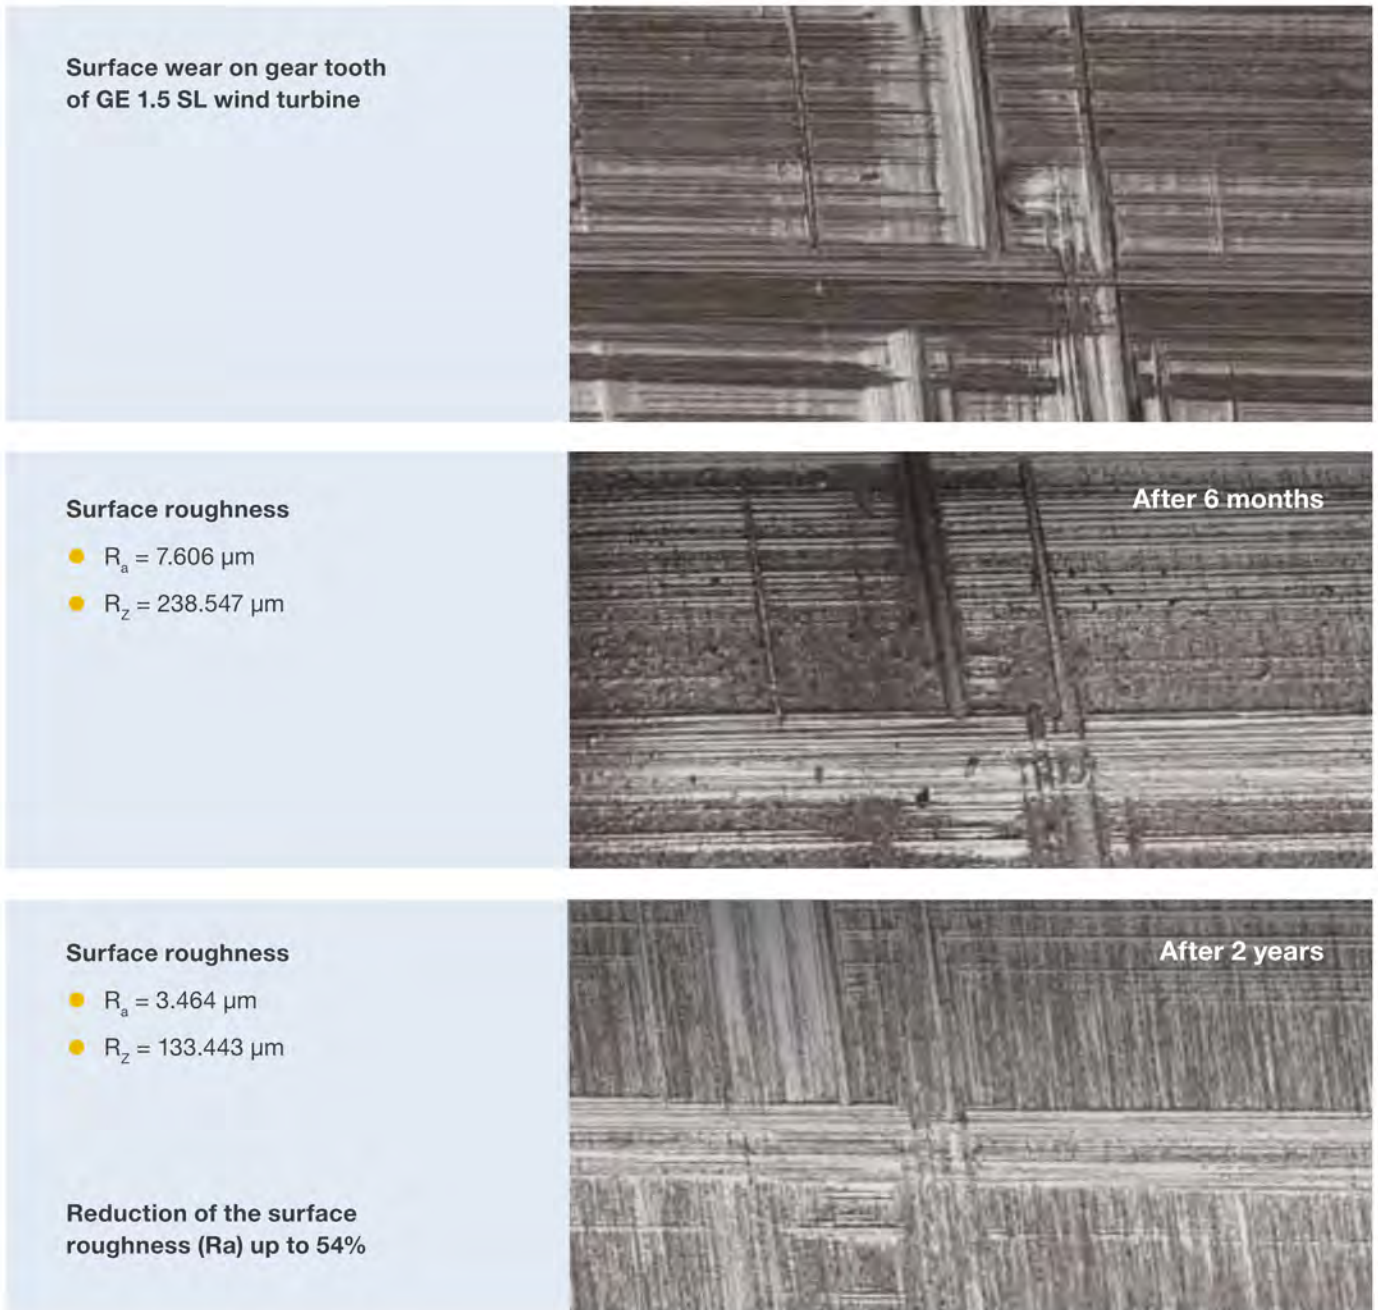 Surface wear on gear tooth
of GE 1.5 SL wind turbine
Surface roughness
Ra = 7.606 µm
RZ = 238.547 µm
After 6 months
Surface roughness
Ra = 3.464 µm
RZ = 133.443 µm
After 2 years
Reduction of the surface
roughness (Ra) up to 54%